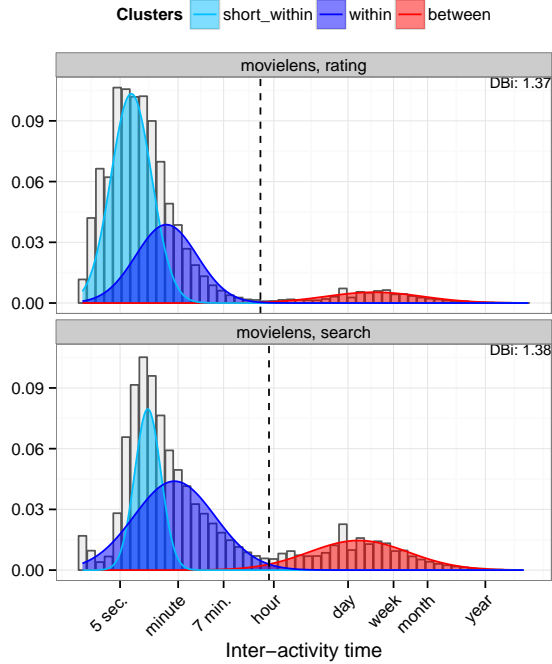 Clusters short_within within between
movielens, rating
DBi: 1.37
0.09
0.06
0.03
0.00
movielens, search
DBi: 1.38
0.09
0.06
0.03
0.00
5 sec. minute 7 min. hour day week month year
Inter−activity time